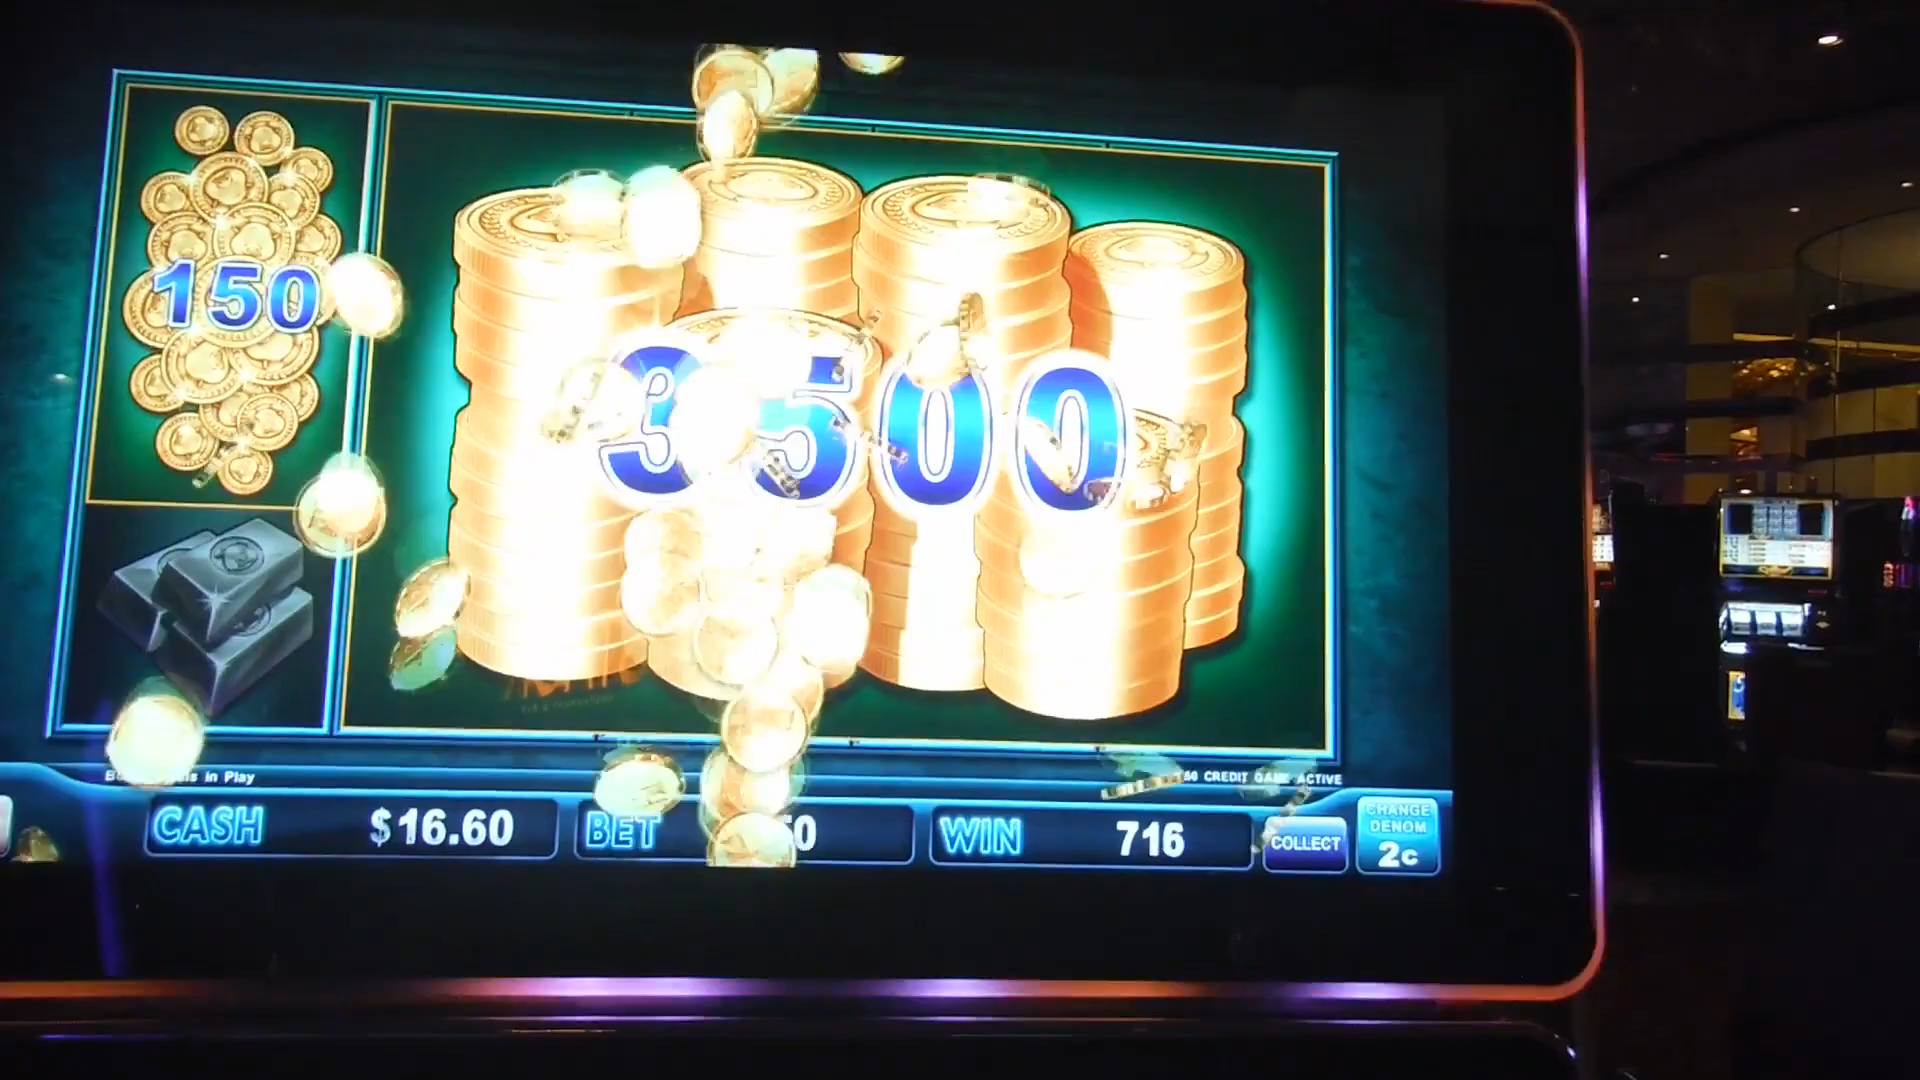 150
3500
in Play
CREDIT GAME ACTIVE
CASH $16.60
BET
WIN 716
COLLECT
CHANGE
DENOM
2c